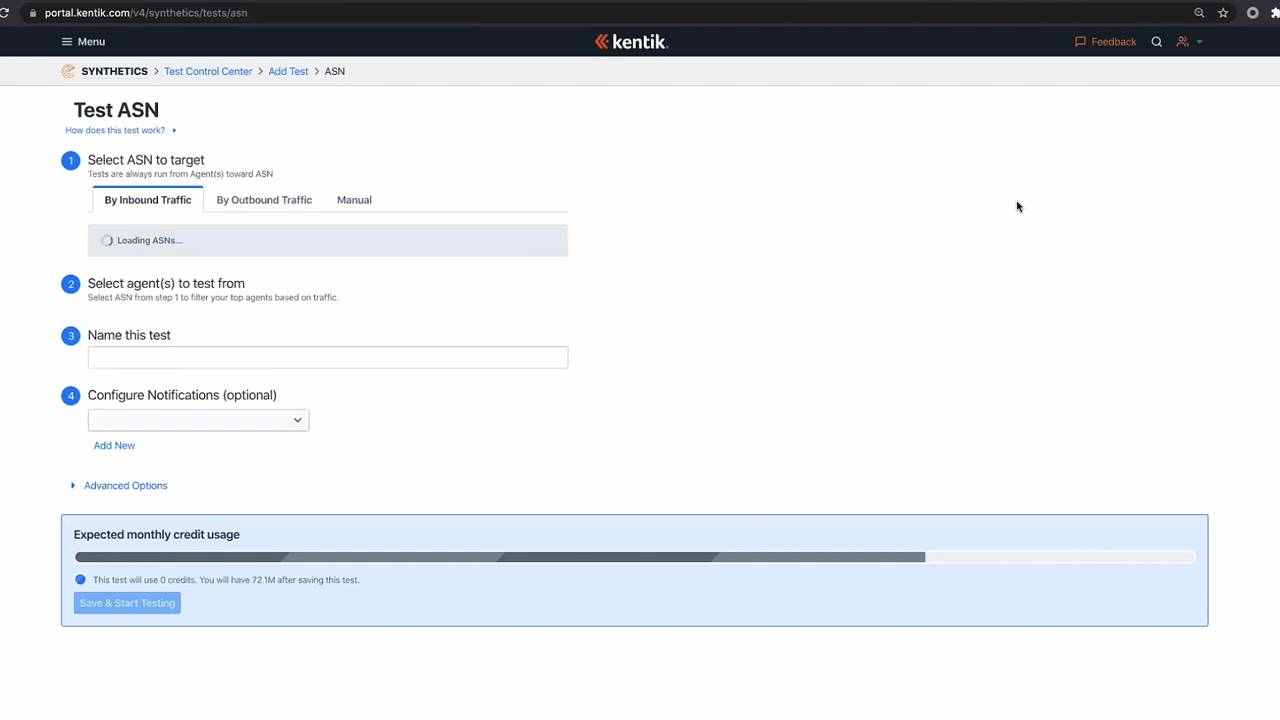 portal.kentik.com/v4/synthetics/tests/asn
Menu
kentik.
Feedback
SYNTHETICS > Test Control Center > Add Test > ASN
Test ASN
How does this test work?
1 Select ASN to target
Tests are always run from Agent(s) toward ASN
By Inbound Traffic By Outbound Traffic Manual
Loading ASNs...
2 Select agent(s) to test from
Select ASN from step 1 to filter your top agents based on traffic.
3 Name this test
4 Configure Notifications (optional)
Add New
Advanced Options
Expected monthly credit usage
This test will use 0 credits. You will have 72.1M after saving this test.
Save & Start Testing